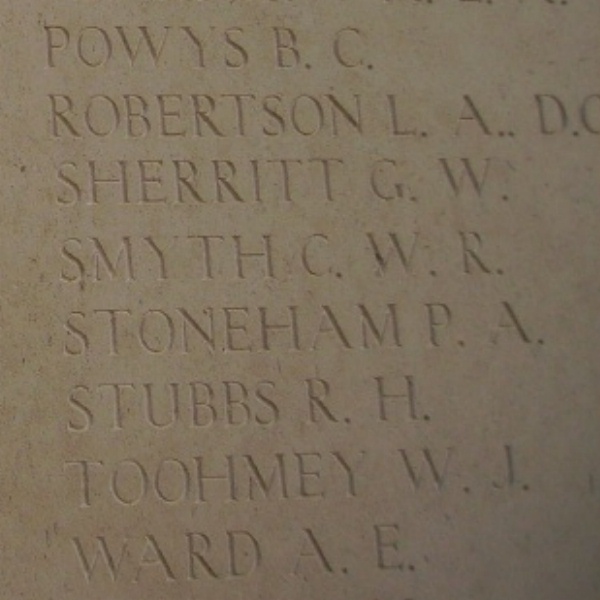 POWYS B. C.
ROBERTSON L. A., D.C
SHERRITT G. W.
SMYTH C. W. R.
STONEHAM P. A.
STUBBS R. H.
TOOHMEY W. J.
WARD A. E.